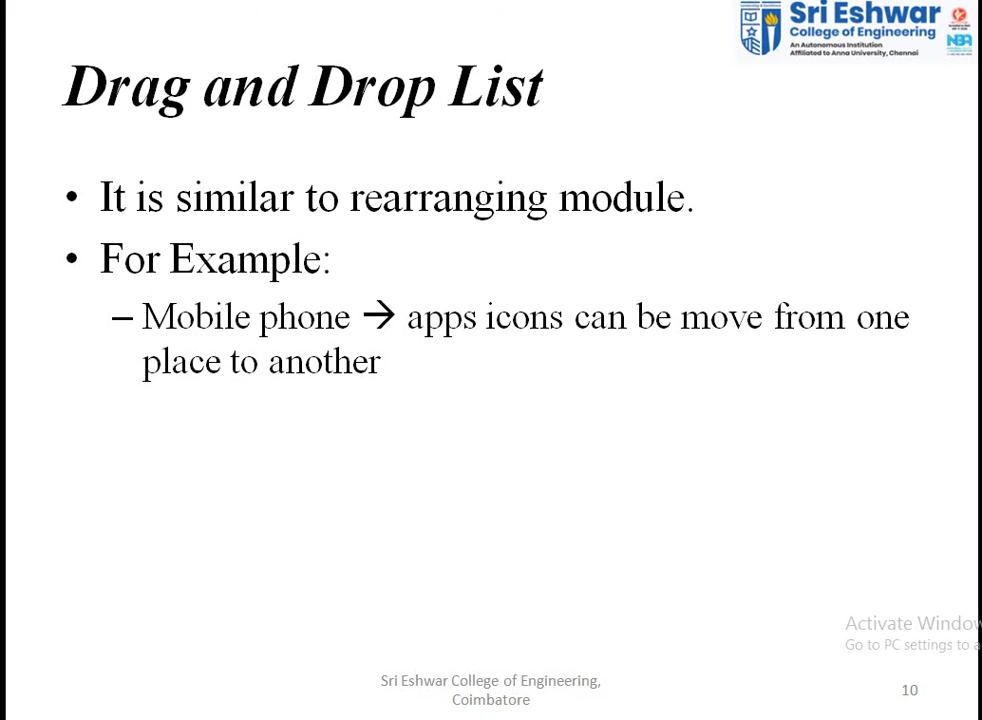 Sri Eshwar
College of Engineering
An Autonomous Institution
Affiliated to Anna University, Chennai
NBA
Drag and Drop List
• It is similar to rearranging module.
• For Example:
– Mobile phone → apps icons can be move from one
place to another
Activate Window
Go to PC settings to a
Sri Eshwar College of Engineering,
Coimbatore
10